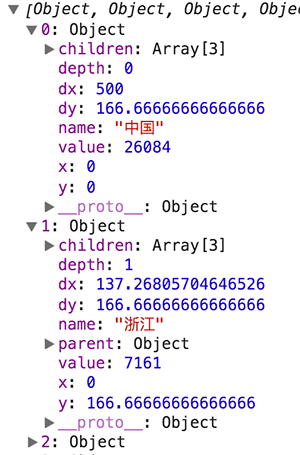 ▼[Object, Object, Object, Obje
▼0: Object
▶children: Array[3]
depth: 0
dx: 500
dy: 166.66666666666666
name: "中国"
value: 26084
x: 0
y: 0
▶__proto__: Object
▼1: Object
▶children: Array[3]
depth: 1
dx: 137.26805704646526
dy: 166.66666666666666
name: "浙江"
▶parent: Object
value: 7161
x: 0
y: 166.66666666666666
▶__proto__: Object
▶2: Object